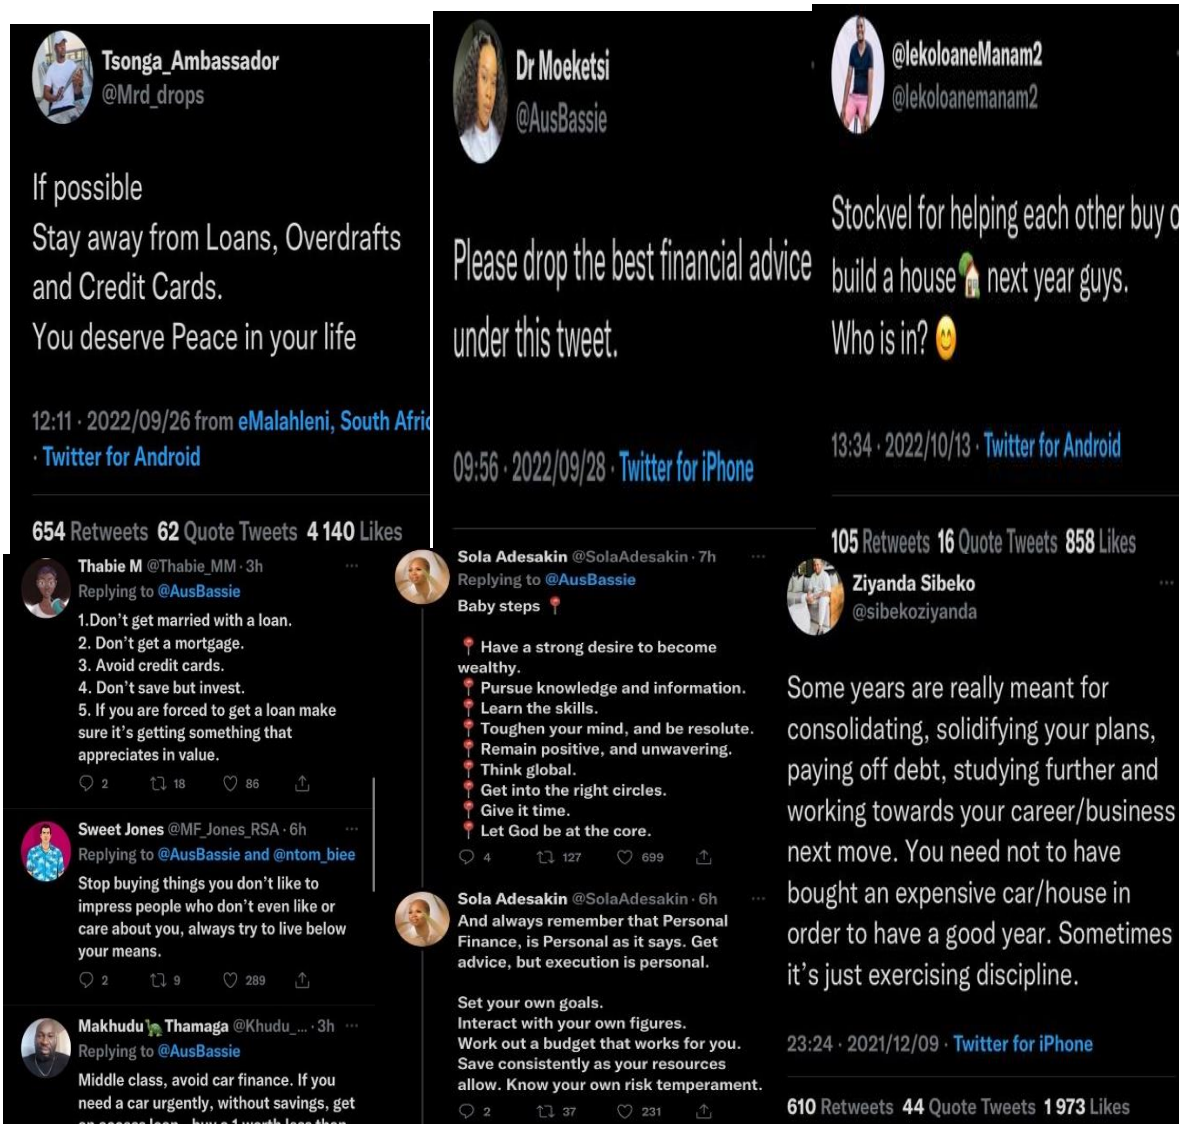 Tsonga_Ambassador
@Mrd_drops
If possible
Stay away from Loans, Overdrafts
and Credit Cards.
You deserve Peace in your life
12:11 · 2022/09/26 from eMalahleni, South Afric
· Twitter for Android
654 Retweets 62 Quote Tweets 4 140 Likes
Dr Moeketsi
@AusBassie
Please drop the best financial advice
under this tweet.
09:56 · 2022/09/28 · Twitter for iPhone
@lekoloaneManam2
@lekoloanemanam2
Stockvel for helping each other buy o
build a house 🏡 next year guys.
Who is in? 😊
13:34 · 2022/10/13 · Twitter for Android
105 Retweets 16 Quote Tweets 858 Likes
Thabie M @Thabie_MM · 3h
Replying to @AusBassie
1.Don't get married with a loan.
2. Don't get a mortgage.
3. Avoid credit cards.
4. Don't save but invest.
5. If you are forced to get a loan make
sure it's getting something that
appreciates in value.
2 18 86
Sweet Jones @MF_Jones_RSA · 6h
Replying to @AusBassie and @ntom_biee
Stop buying things you don't like to
impress people who don't even like or
care about you, always try to live below
your means.
2 9 289
Makhudu🦕Thamaga @Khudu_... · 3h
Replying to @AusBassie
Middle class, avoid car finance. If you
need a car urgently, without savings, get
Sola Adesakin @SolaAdesakin · 7h
Replying to @AusBassie
Baby steps 📍
📍 Have a strong desire to become
wealthy.
📍 Pursue knowledge and information.
📍 Learn the skills.
📍 Toughen your mind, and be resolute.
📍 Remain positive, and unwavering.
📍 Think global.
📍 Get into the right circles.
📍 Give it time.
📍 Let God be at the core.
4 127 699
Sola Adesakin @SolaAdesakin · 6h
And always remember that Personal
Finance, is Personal as it says. Get
advice, but execution is personal.
Set your own goals.
Interact with your own figures.
Work out a budget that works for you.
Save consistently as your resources
allow. Know your own risk temperament.
2 37 231
Ziyanda Sibeko
@sibekoziyanda
Some years are really meant for
consolidating, solidifying your plans,
paying off debt, studying further and
working towards your career/business
next move. You need not to have
bought an expensive car/house in
order to have a good year. Sometimes
it's just exercising discipline.
23:24 · 2021/12/09 · Twitter for iPhone
610 Retweets 44 Quote Tweets 1 973 Likes